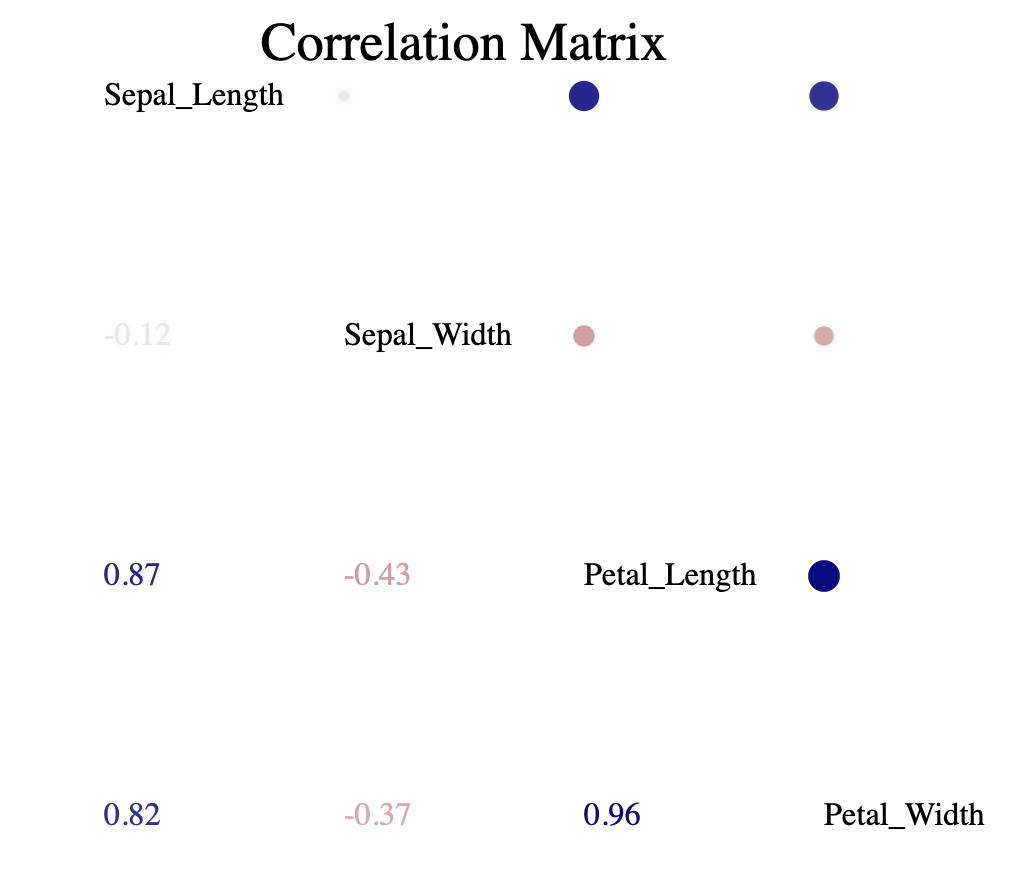 Correlation Matrix
Sepal_Length
-0.12 Sepal_Width
0.87 -0.43 Petal_Length
0.82 -0.37 0.96 Petal_Width